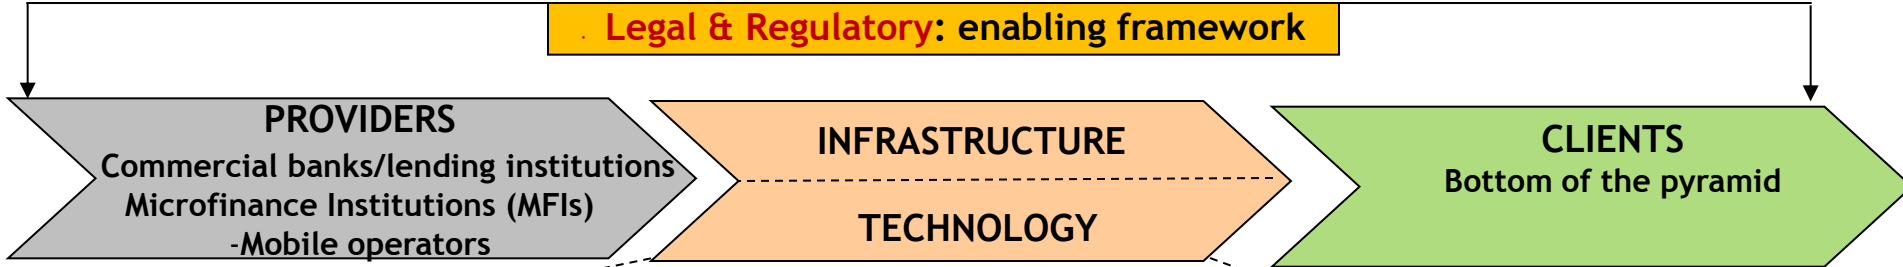 . Legal & Regulatory: enabling framework
PROVIDERS
Commercial banks/lending institutions
Microfinance Institutions (MFIs)
-Mobile operators
INFRASTRUCTURE
TECHNOLOGY
CLIENTS
Bottom of the pyramid